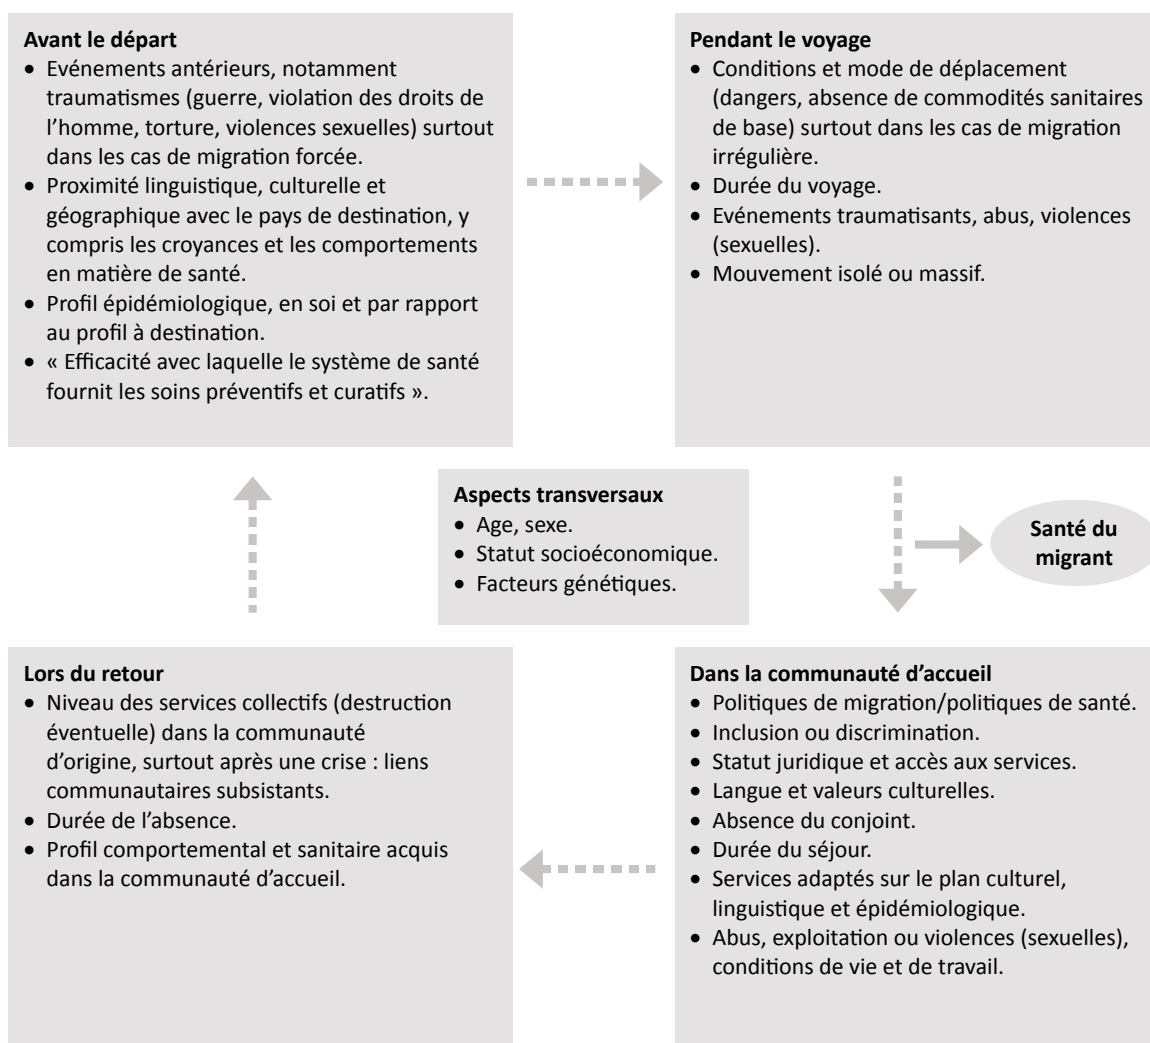 Avant le départ
• Evénements antérieurs, notamment
traumatismes (guerre, violation des droits de
l’homme, torture, violences sexuelles) surtout
dans les cas de migration forcée.
• Proximité linguistique, culturelle et
géographique avec le pays de destination, y
compris les croyances et les comportements
en matière de santé.
• Profil épidémiologique, en soi et par rapport
au profil à destination.
• « Efficacité avec laquelle le système de santé
fournit les soins préventifs et curatifs ».
Pendant le voyage
• Conditions et mode de déplacement
(dangers, absence de commodités sanitaires
de base) surtout dans les cas de migration
irrégulière.
• Durée du voyage.
• Evénements traumatisants, abus, violences
(sexuelles).
• Mouvement isolé ou massif.
Aspects transversaux
• Age, sexe.
• Statut socioéconomique.
• Facteurs génétiques.
Santé du
migrant
Lors du retour
• Niveau des services collectifs (destruction
éventuelle) dans la communauté
d’origine, surtout après une crise : liens
communautaires subsistants.
• Durée de l’absence.
• Profil comportemental et sanitaire acquis
dans la communauté d’accueil.
Dans la communauté d’accueil
• Politiques de migration/politiques de santé.
• Inclusion ou discrimination.
• Statut juridique et accès aux services.
• Langue et valeurs culturelles.
• Absence du conjoint.
• Durée du séjour.
• Services adaptés sur le plan culturel,
linguistique et épidémiologique.
• Abus, exploitation ou violences (sexuelles),
conditions de vie et de travail.